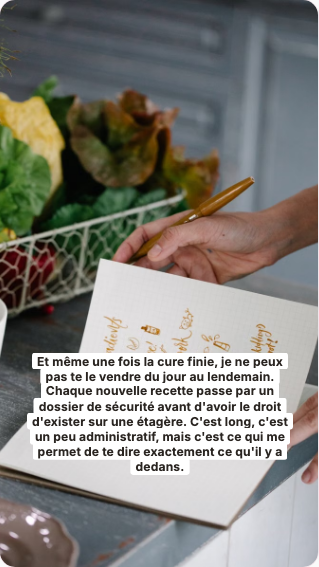 Et même une fois la cure finie, je ne peux
pas te le vendre du jour au lendemain.
Chaque nouvelle recette passe par un
dossier de sécurité avant d'avoir le droit
d'exister sur une étagère. C'est long, c'est
un peu administratif, mais c'est ce qui me
permet de te dire exactement ce qu'il y a
dedans.